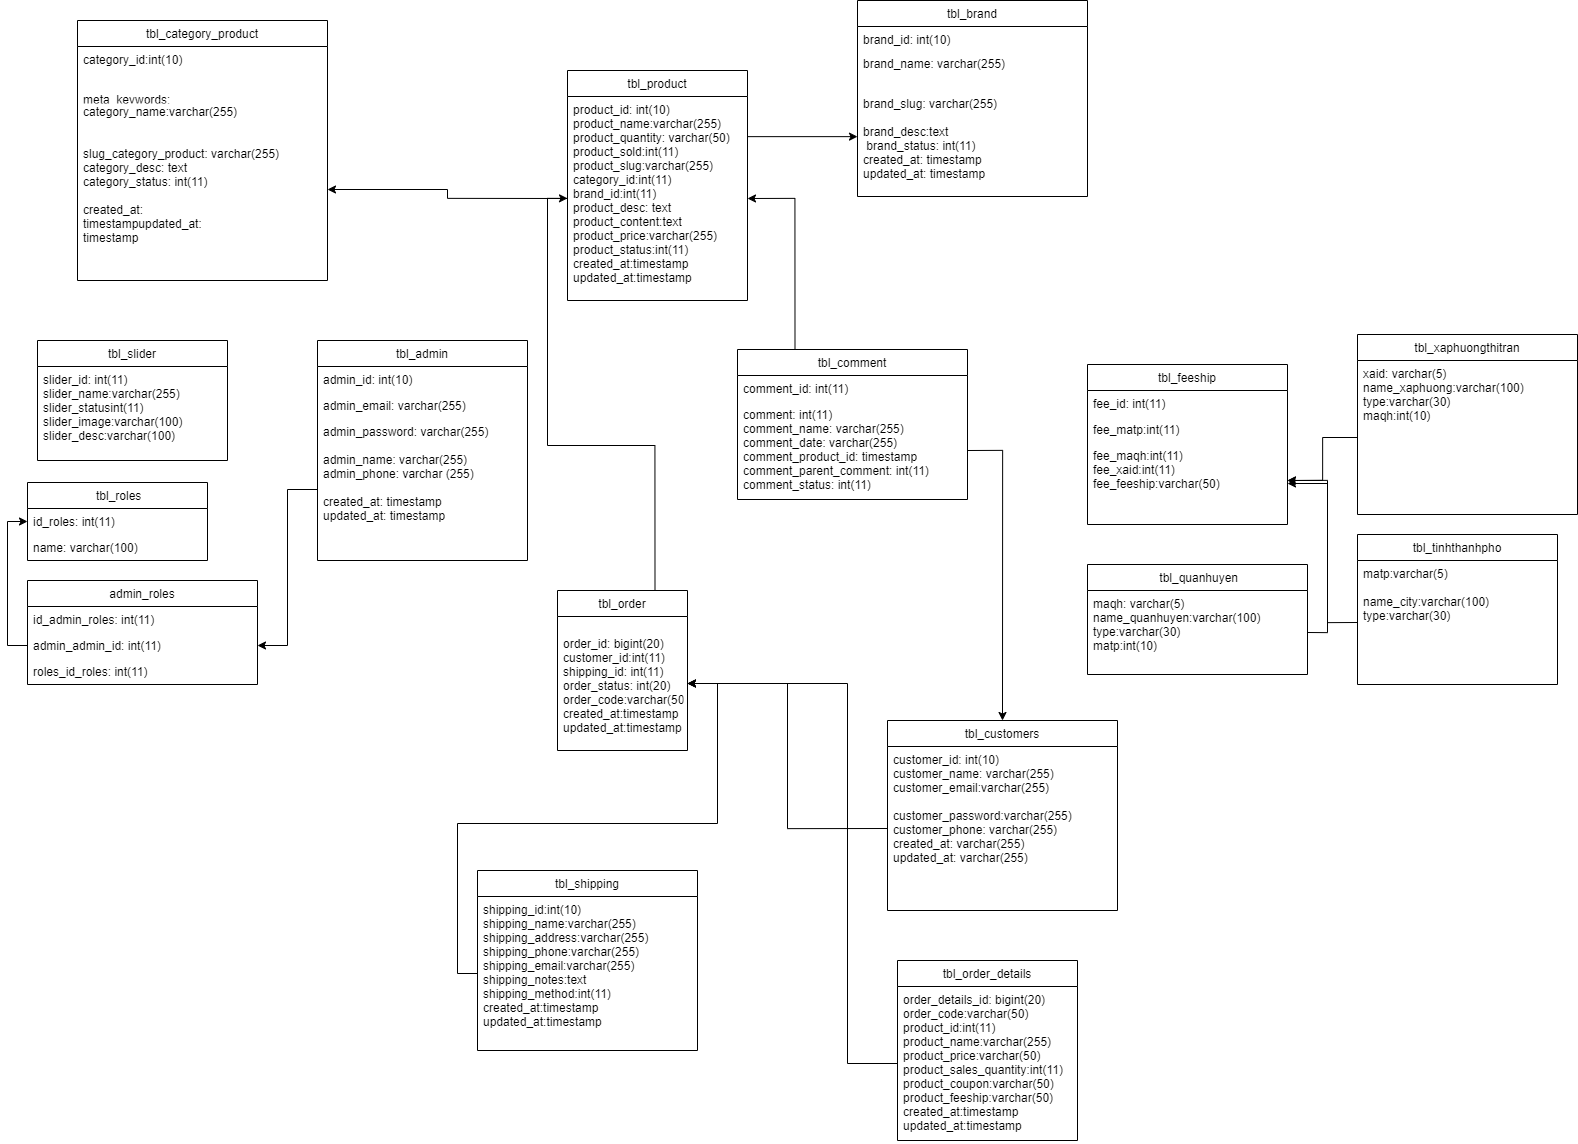 tbl_category_product
category_id:int(10)
meta_keywords:
category_name:varchar(255)
slug_category_product: varchar(255)
category_desc: text
category_status: int(11)
created_at:
timestampupdated_at:
timestamp
tbl_product
product_id: int(10)
product_name:varchar(255)
product_quantity: varchar(50)
product_sold:int(11)
product_slug:varchar(255)
category_id:int(11)
brand_id:int(11)
product_desc: text
product_content:text
product_price:varchar(255)
product_status:int(11)
created_at:timestamp
updated_at:timestamp
tbl_brand
brand_id: int(10)
brand_name: varchar(255)
brand_slug: varchar(255)
brand_desc:text
brand_status: int(11)
created_at: timestamp
updated_at: timestamp
tbl_slider
slider_id: int(11)
slider_name:varchar(255)
slider_statusint(11)
slider_image:varchar(100)
slider_desc:varchar(100)
tbl_admin
admin_id: int(10)
admin_email: varchar(255)
admin_password: varchar(255)
admin_name: varchar(255)
admin_phone: varchar (255)
created_at: timestamp
updated_at: timestamp
tbl_comment
comment_id: int(11)
comment: int(11)
comment_name: varchar(255)
comment_date: varchar(255)
comment_product_id: timestamp
comment_parent_comment: int(11)
comment_status: int(11)
tbl_feeship
fee_id: int(11)
fee_matp:int(11)
fee_maqh:int(11)
fee_xaid:int(11)
fee_feeship:varchar(50)
tbl_xaphuongthitran
xaid: varchar(5)
name_xaphuong:varchar(100)
type:varchar(30)
maqh:int(10)
tbl_roles
id_roles: int(11)
name: varchar(100)
admin_roles
id_admin_roles: int(11)
admin_admin_id: int(11)
roles_id_roles: int(11)
tbl_order
order_id: bigint(20)
customer_id:int(11)
shipping_id: int(11)
order_status: int(20)
order_code:varchar(50
created_at:timestamp
updated_at:timestamp
tbl_quanhuyen
maqh: varchar(5)
name_quanhuyen:varchar(100)
type:varchar(30)
matp:int(10)
tbl_tinhthanhpho
matp:varchar(5)
name_city:varchar(100)
type:varchar(30)
tbl_customers
customer_id: int(10)
customer_name: varchar(255)
customer_email:varchar(255)
customer_password:varchar(255)
customer_phone: varchar(255)
created_at: varchar(255)
updated_at: varchar(255)
tbl_shipping
shipping_id:int(10)
shipping_name:varchar(255)
shipping_address:varchar(255)
shipping_phone:varchar(255)
shipping_email:varchar(255)
shipping_notes:text
shipping_method:int(11)
created_at:timestamp
updated_at:timestamp
tbl_order_details
order_details_id: bigint(20)
order_code:varchar(50)
product_id:int(11)
product_name:varchar(255)
product_price:varchar(50)
product_sales_quantity:int(11)
product_coupon:varchar(50)
product_feeship:varchar(50)
created_at:timestamp
updated_at:timestamp